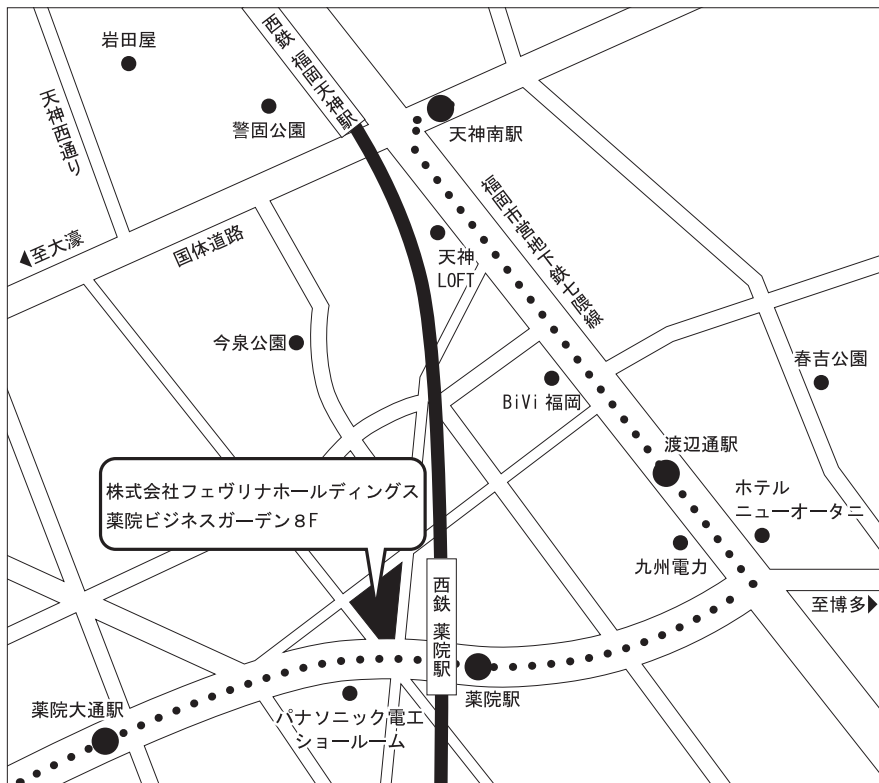 岩田屋
西鉄 福岡天神駅
天神西通り
警固公園
天神南駅
◀至大濠
国体道路
天神
LOFT
福岡市営地下鉄七隈線
今泉公園
春吉公園
BiVi 福岡
渡辺通駅
株式会社フェヴリナホールディングス
薬院ビジネスガーデン8F
ホテル
ニューオータニ
九州電力
西鉄 薬院駅
至博多▶
薬院大通駅
薬院駅
パナソニック電工
ショールーム